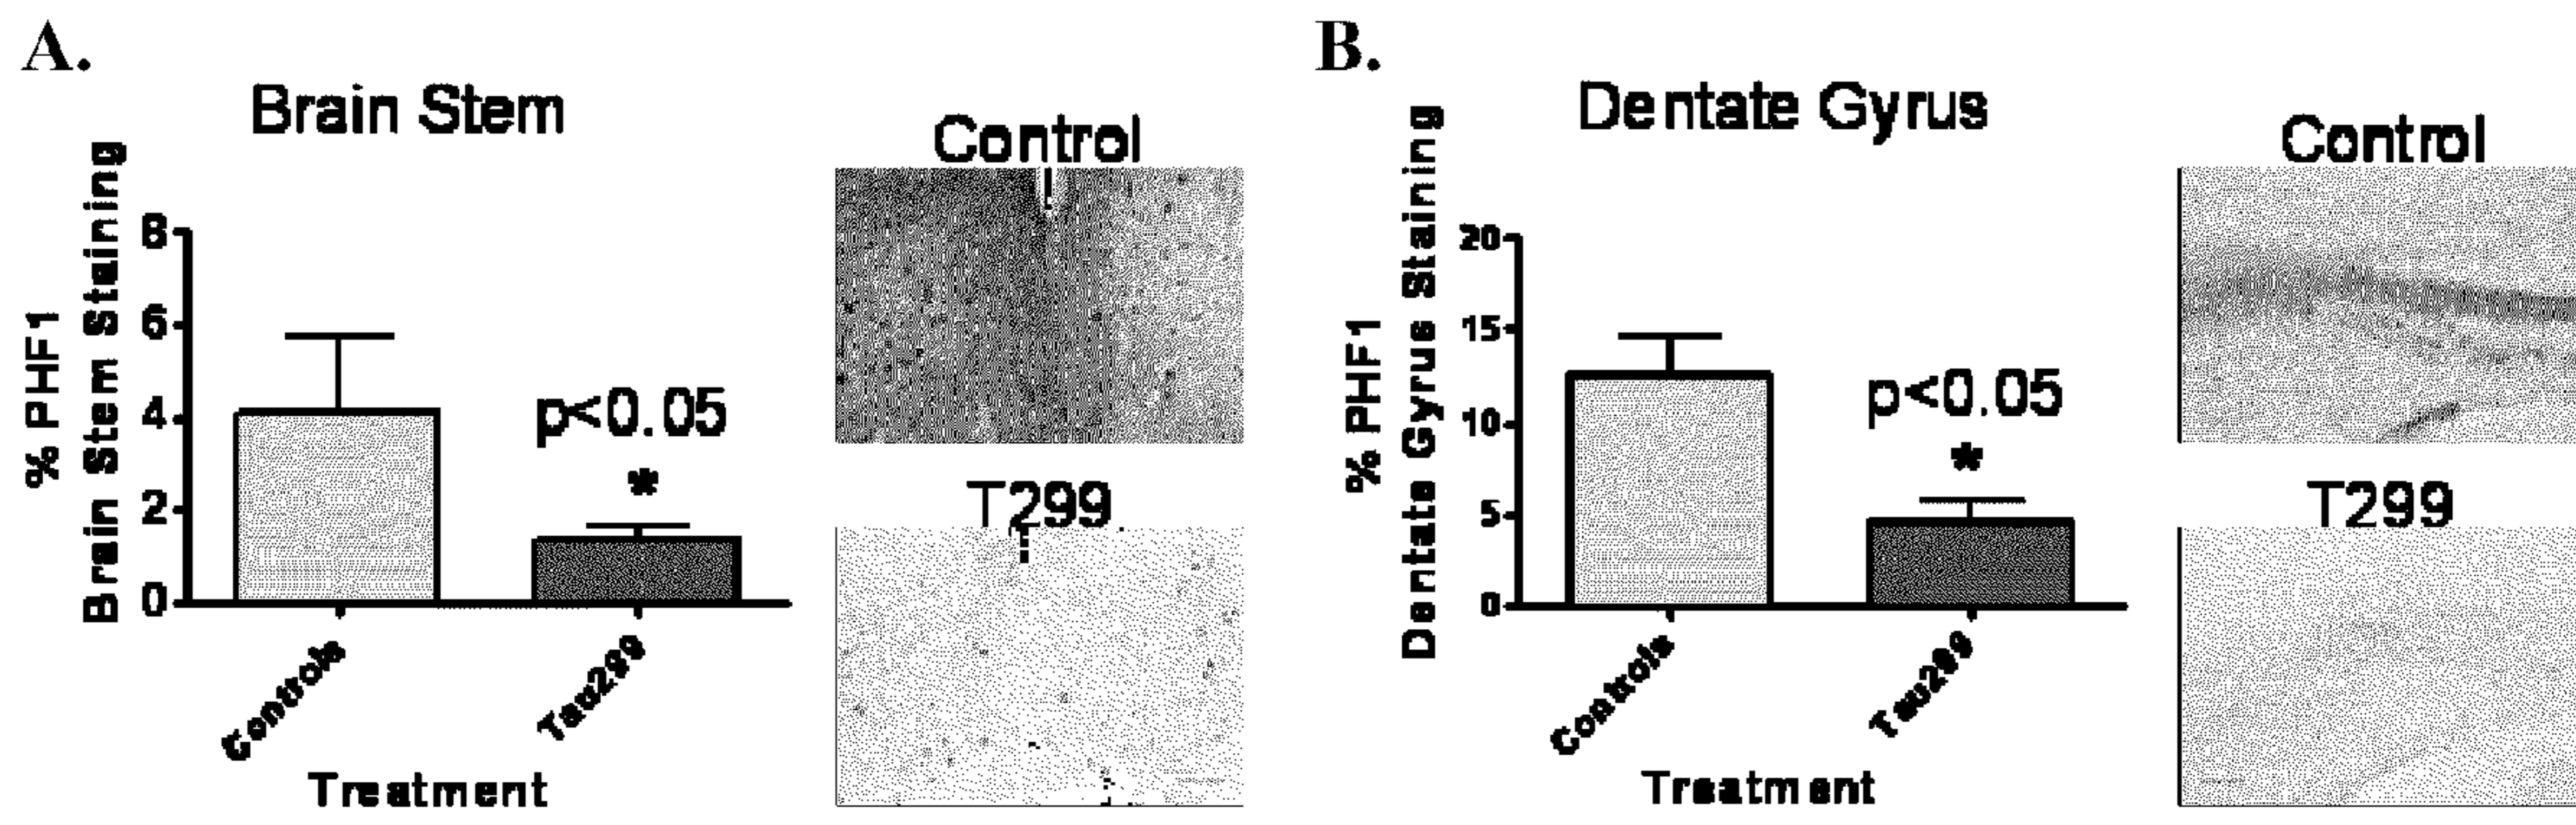 A.
Brain Stem
% PHF1
Brain Stem Staining
8
6
4
2
0
p<0.05
*
Controls
Tau299
Treatment
Control
T299
B.
Dentate Gyrus
% PHF1
Dentate Gyrus Staining
20
15
10
5
0
p<0.05
*
Controls
Tau299
Treatment
Control
T299